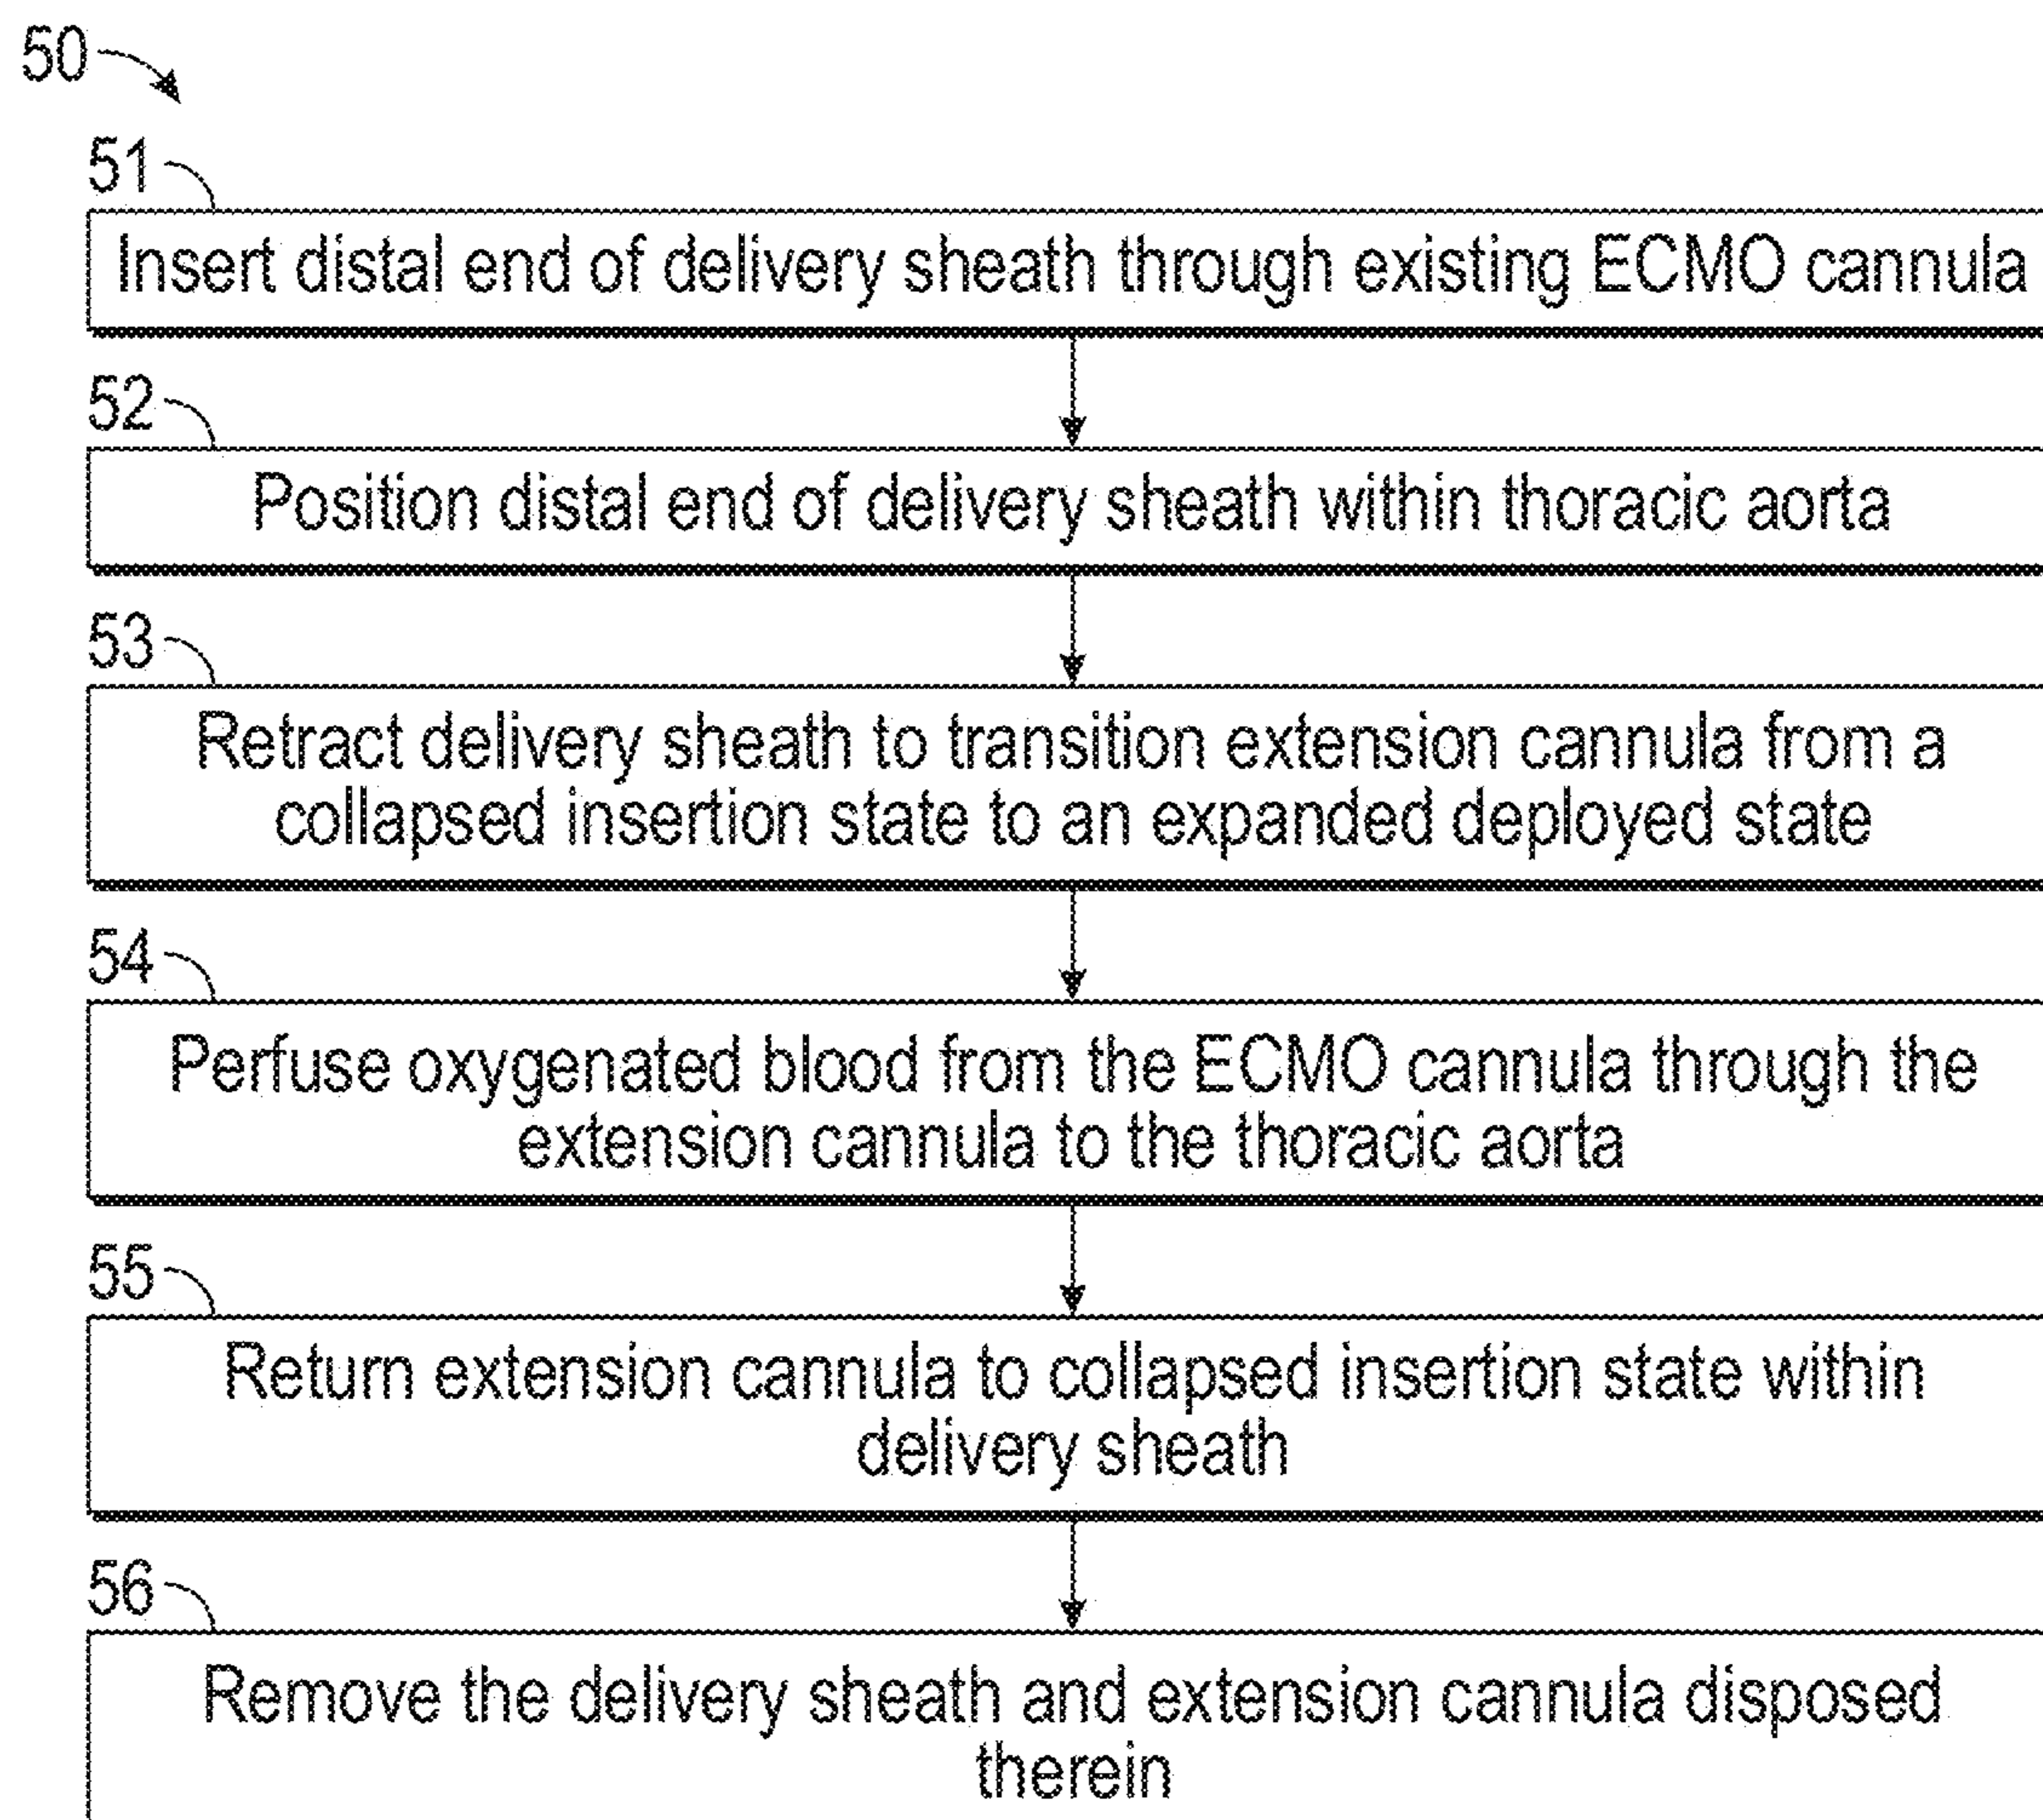 50
51
Insert distal end of delivery sheath through existing ECMO cannula
52
Position distal end of delivery sheath within thoracic aorta
53
Retract delivery sheath to transition extension cannula from a
collapsed insertion state to an expanded deployed state
54
Perfuse oxygenated blood from the ECMO cannula through the
extension cannula to the thoracic aorta
55
Return extension cannula to collapsed insertion state within
delivery sheath
56
Remove the delivery sheath and extension cannula disposed
therein